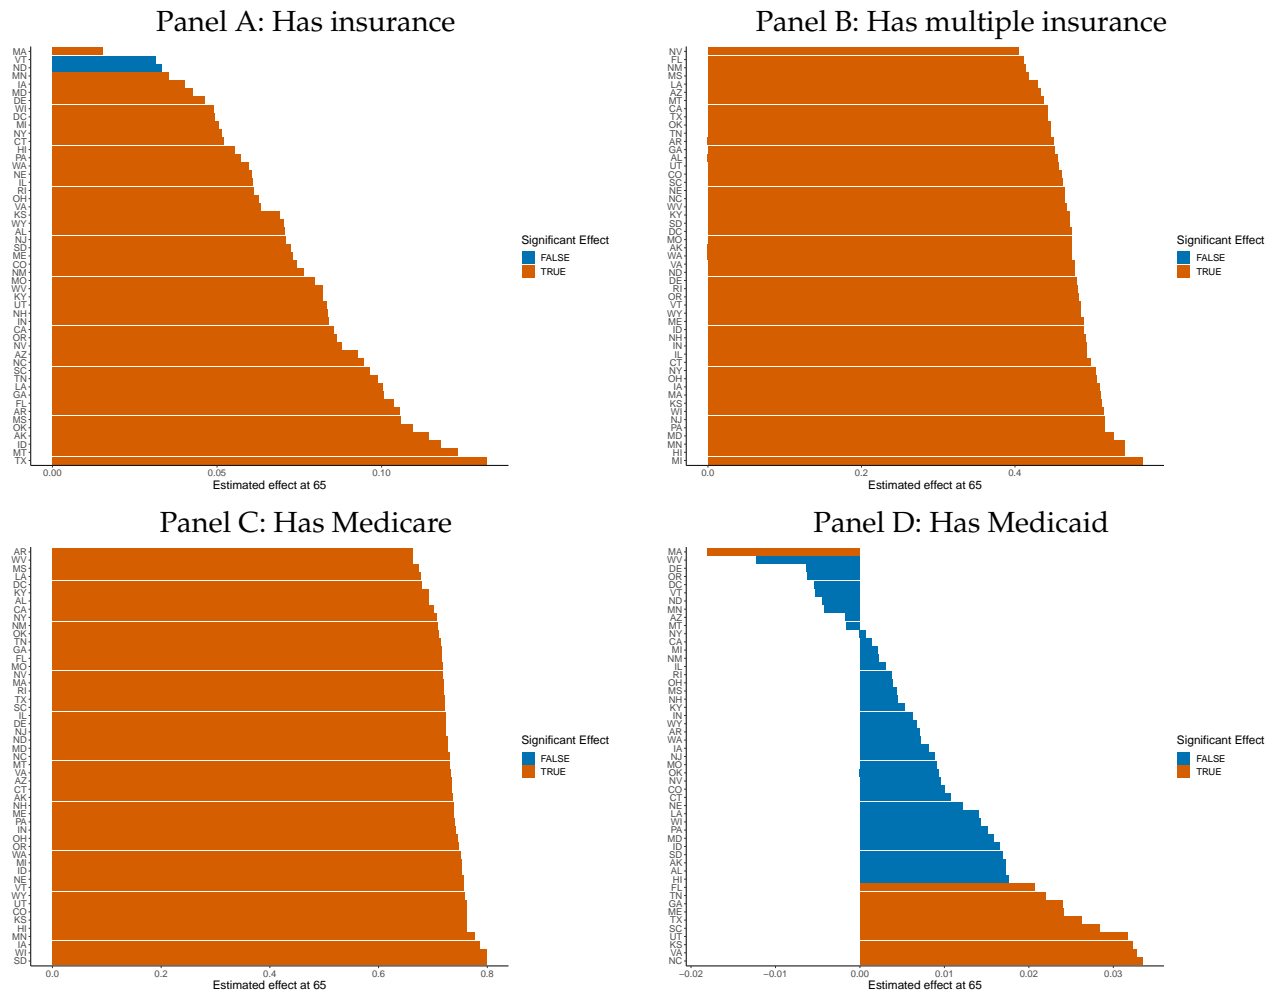 Panel A: Has insurance
MA
VT
ND
MN
IA
MD
DE
WI
DC
MI
NY
CT
HI
PA
WA
NE
IL
RI
OH
VA
KS
WY
AL
NJ
SD
ME
CO
NM
MO
WV
KY
UT
NH
IN
CA
OR
NV
AZ
NC
SC
TN
LA
GA
FL
AR
MS
OK
AK
ID
MT
TX
0.00
0.05
0.10
Estimated effect at 65
Significant Effect
FALSE
TRUE
Panel B: Has multiple insurance
NV
FL
NM
MS
LA
AZ
MT
CA
TX
OK
TN
AR
GA
AL
UT
CO
SC
NE
NC
WV
KY
SD
DC
MO
AK
WA
VA
ND
DE
RI
OR
VT
WY
ME
ID
NH
IN
IL
CT
NY
OH
IA
MA
KS
WI
NJ
PA
MD
MN
HI
MI
0.0
0.2
0.4
Estimated effect at 65
Significant Effect
FALSE
TRUE
Panel C: Has Medicare
AR
WV
MS
LA
DC
KY
AL
CA
NY
NM
OK
TN
GA
FL
MO
NV
MA
RI
TX
SC
IL
DE
NJ
ND
MD
NC
MT
VA
AZ
CT
AK
NH
ME
PA
IN
OH
OR
WA
MI
ID
NE
VT
WY
UT
CO
KS
HI
MN
IA
WI
SD
0.0
0.2
0.4
0.6
0.8
Estimated effect at 65
Significant Effect
FALSE
TRUE
Panel D: Has Medicaid
MA
WV
DE
OR
DC
VT
ND
MN
AZ
MT
NY
CA
MI
NM
IL
RI
OH
MS
NH
KY
IN
WY
AR
WA
IA
NJ
MO
OK
NV
CO
CT
NE
LA
WI
PA
MD
ID
SD
AK
AL
HI
FL
TN
GA
ME
TX
SC
UT
KS
VA
NC
−0.02
−0.01
0.00
0.01
0.02
0.03
Estimated effect at 65
Significant Effect
FALSE
TRUE